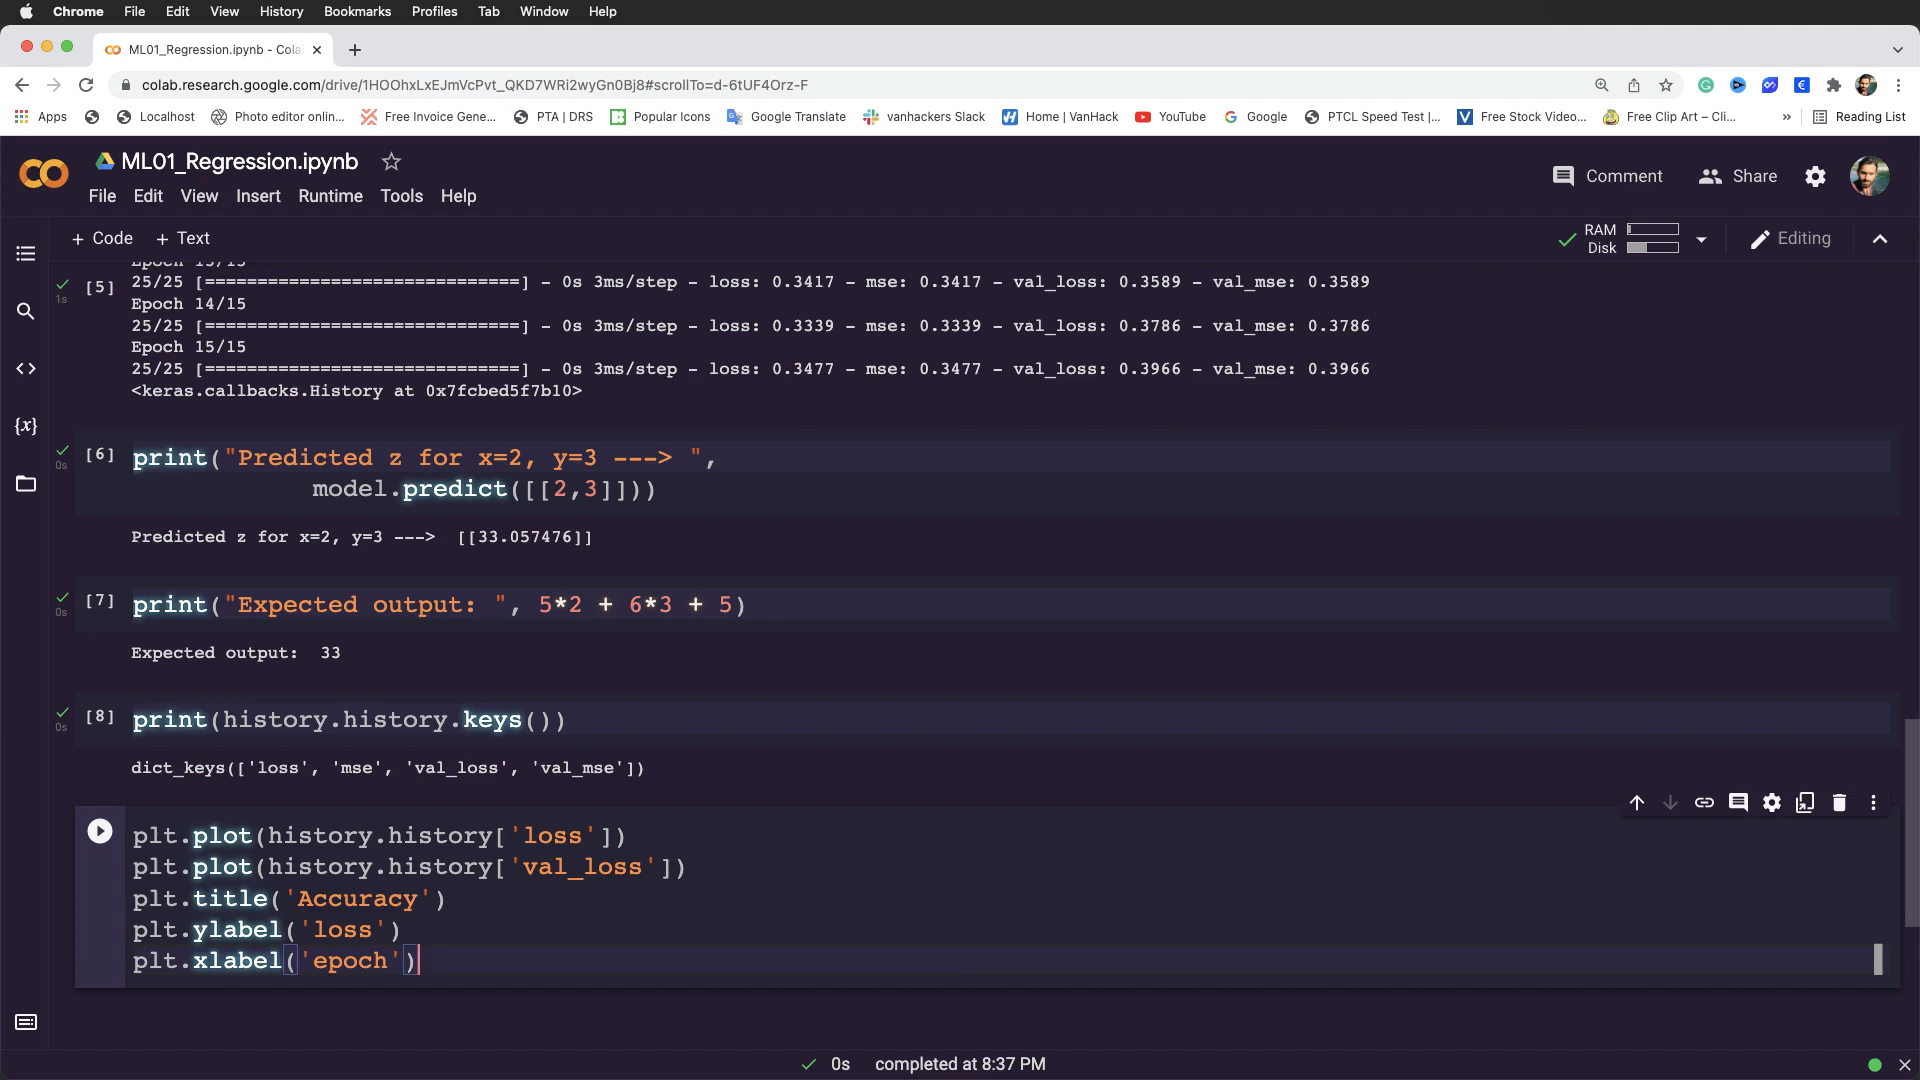 Chrome File Edit View History Bookmarks Profiles Tab Window Help
ML01_Regression.ipynb - Cola
colab.research.google.com/drive/1HOOhxLxEJmVcPvt_QKD7WRi2wyGn0Bj8#scrollTo=d-6tUF4Orz-F
Apps Localhost Photo editor onlin... Free Invoice Gene... PTA | DRS Popular Icons Google Translate vanhackers Slack Home | VanHack YouTube Google PTCL Speed Test |... Free Stock Video... Free Clip Art – Cli... » Reading List
ML01_Regression.ipynb
Comment Share
File Edit View Insert Runtime Tools Help
+ Code + Text
RAM
Disk
Editing
Epoch 13/15
[5] 25/25 [==============================] - 0s 3ms/step - loss: 0.3417 - mse: 0.3417 - val_loss: 0.3589 - val_mse: 0.3589
1s
Epoch 14/15
25/25 [==============================] - 0s 3ms/step - loss: 0.3339 - mse: 0.3339 - val_loss: 0.3786 - val_mse: 0.3786
Epoch 15/15
25/25 [==============================] - 0s 3ms/step - loss: 0.3477 - mse: 0.3477 - val_loss: 0.3966 - val_mse: 0.3966
<keras.callbacks.History at 0x7fcbed5f7b10>
[6] print("Predicted z for x=2, y=3 ---> ",
0s
model.predict([[2,3]]))
Predicted z for x=2, y=3 ---> [[33.057476]]
[7] print("Expected output: ", 5*2 + 6*3 + 5)
0s
Expected output: 33
[8] print(history.history.keys())
0s
dict_keys(['loss', 'mse', 'val_loss', 'val_mse'])
plt.plot(history.history['loss'])
plt.plot(history.history['val_loss'])
plt.title('Accuracy')
plt.ylabel('loss')
plt.xlabel('epoch')
0s completed at 8:37 PM